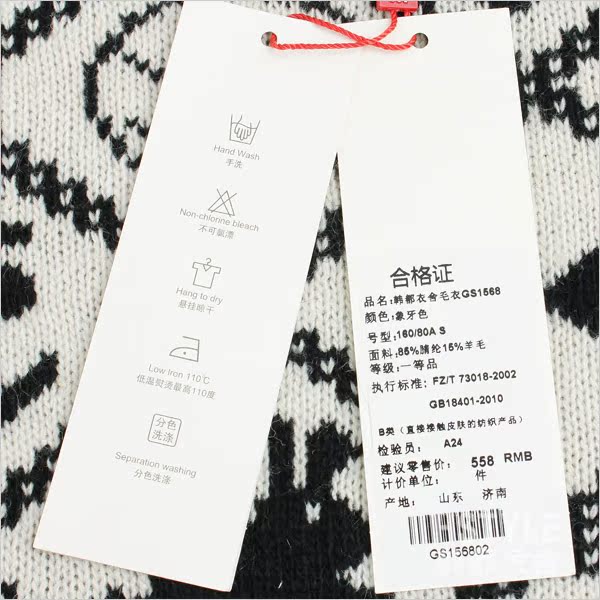 Hand Wash
手洗
Non-chlorine bleach
不可氯漂
Hang to dry
悬挂晾干
Low Iron 110℃
低温熨烫最高110度
分色
洗涤
Separation washing
分色洗涤
合格证
品名:韩都衣舍毛衣GS1568
颜色:象牙色
号型:160/80A S
面料:85%腈纶15%羊毛
等级:一等品
执行标准: FZ/T 73018-2002
GB18401-2010
B类(直接接触皮肤的纺织产品)
检验员: A24
建议零售价: 558 RMB
计价单位: 件
产地: 山东 济南
GS156802